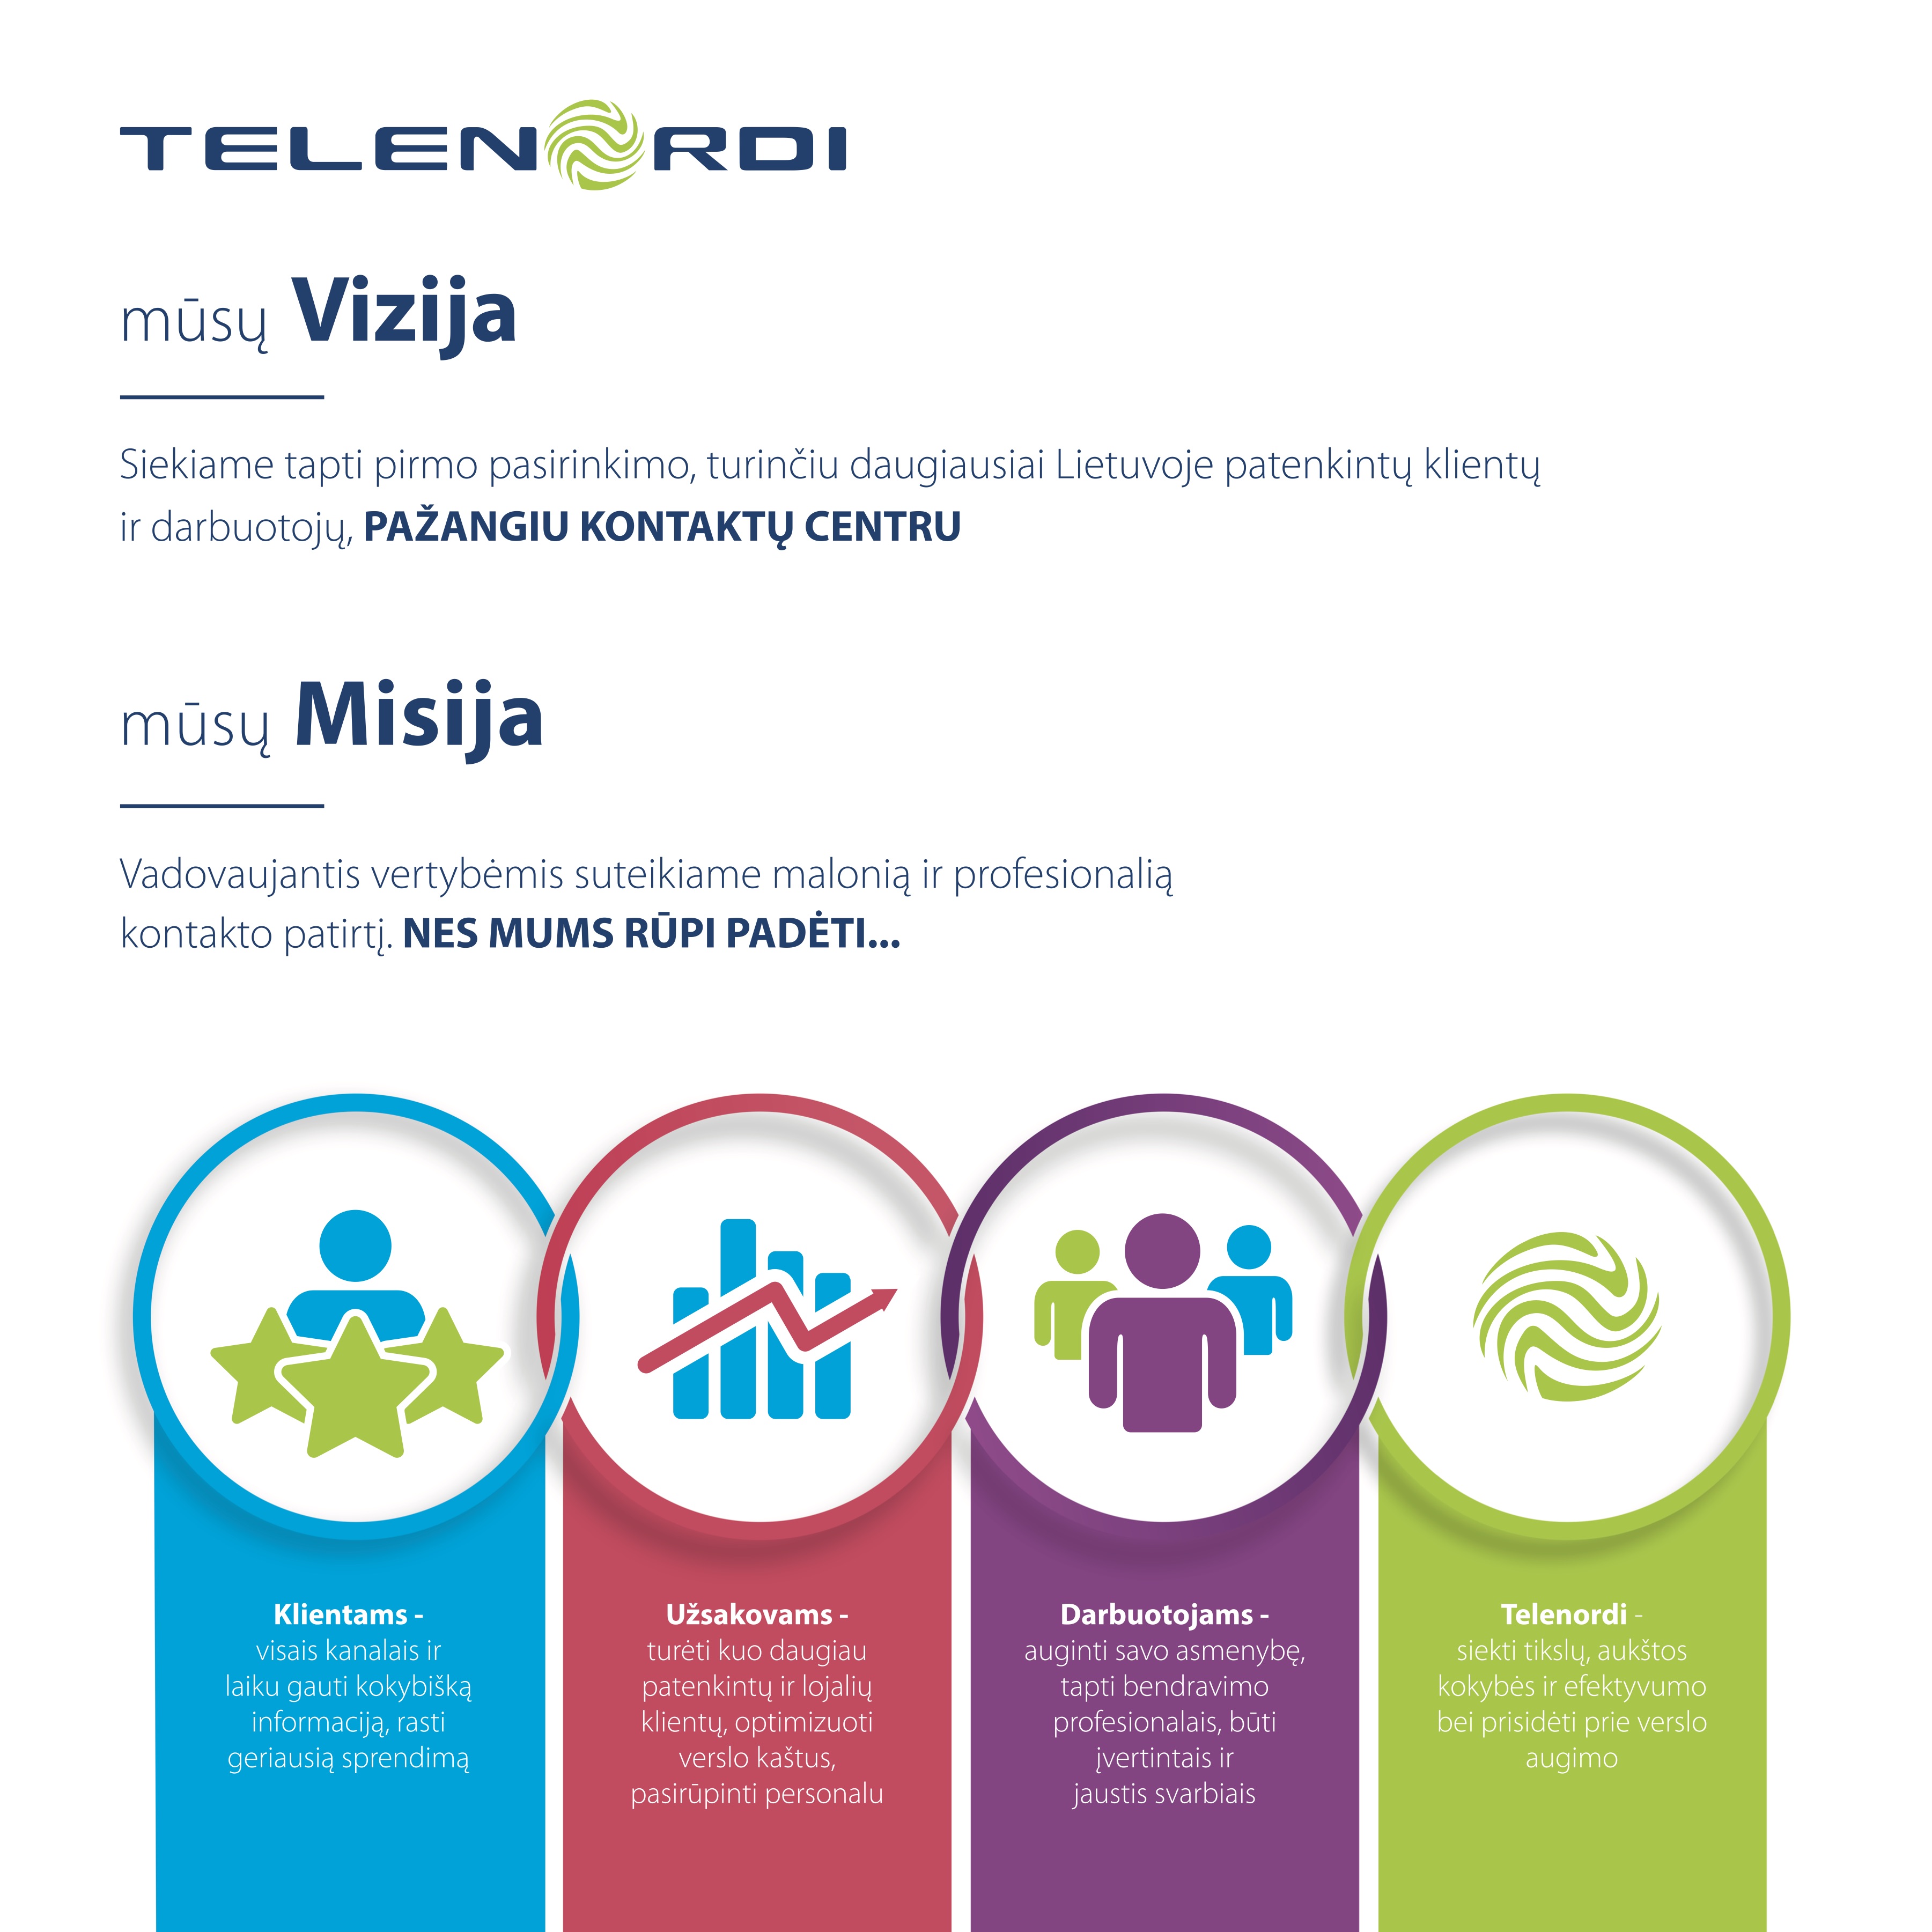 TELENORDI
mūsų Vizija
Siekiame tapti pirmo pasirinkimo, turinčiu daugiausiai Lietuvoje patenkintų klientų
ir darbuotojų, PAŽANGIU KONTAKTŲ CENTRU
mūsų Misija
Vadovaujantis vertybėmis suteikiame malonią ir profesionalią
kontakto patirtį. NES MUMS RŪPI PADĖTI...
Klientams -
visais kanalais ir
laiku gauti kokybišką
informaciją, rasti
geriausią sprendimą
Užsakovams -
turėti kuo daugiau
patenkintų ir lojalių
klientų, optimizuoti
verslo kaštus,
pasirūpinti personalu
Darbuotojams -
auginti savo asmenybę,
tapti bendravimo
profesionalais, būti
įvertintais ir
jaustis svarbiais
Telenordi -
siekti tikslų, aukštos
kokybės ir efektyvumo
bei prisidėti prie verslo
augimo